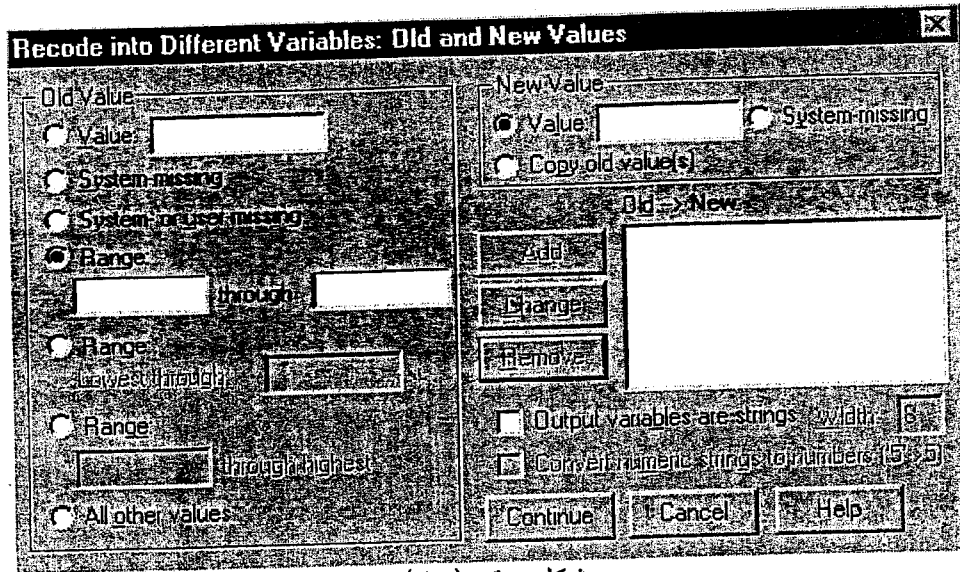 Recode into Different Variables: Old and New Values
Old Value
Value:
System-missing
System- or user-missing
Range:
through
Range:
Lowest through
Range:
through highest
All other values
New Value
Value:
System-missing
Copy old value(s)
Old --> New:
Add
Change
Remove
Output variables are strings Width: 8
Convert numeric strings to numbers ('5'->5)
Continue
Cancel
Help